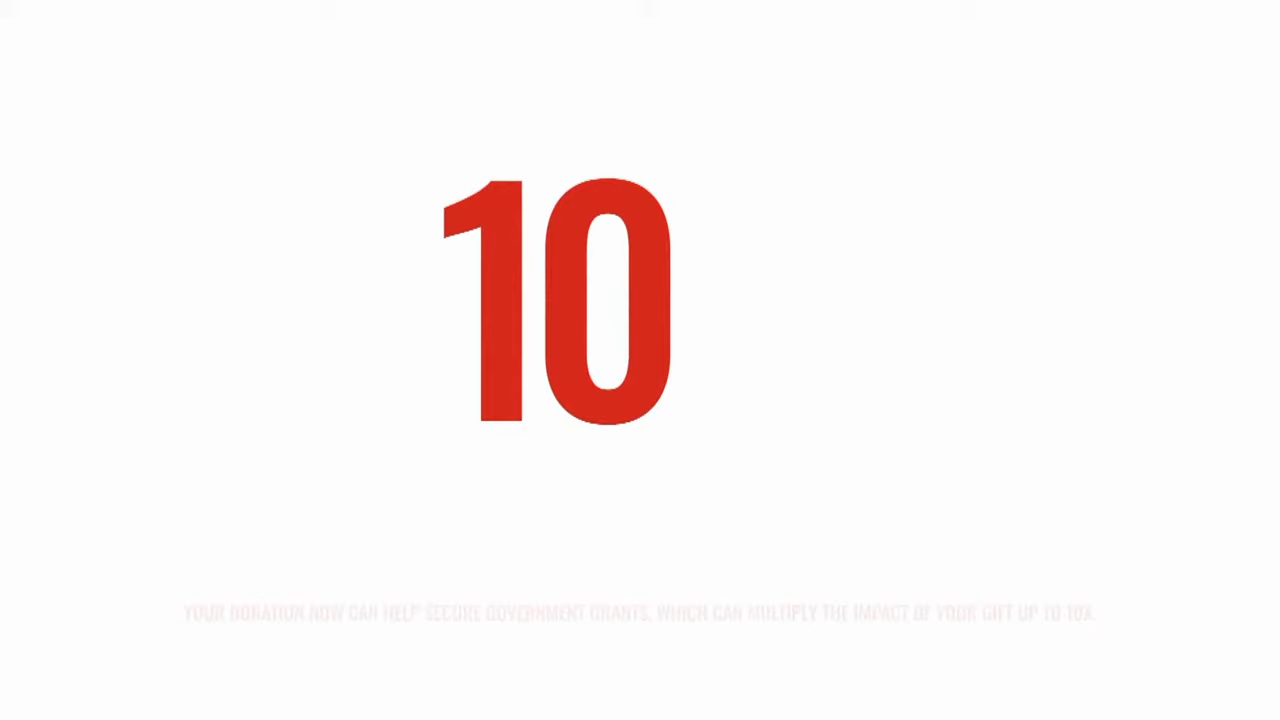 10
YOUR DONATION NOW CAN HELP SECURE GOVERNMENT GRANTS, WHICH CAN MULTIPLY THE IMPACT OF YOUR GIFT UP TO 10X.